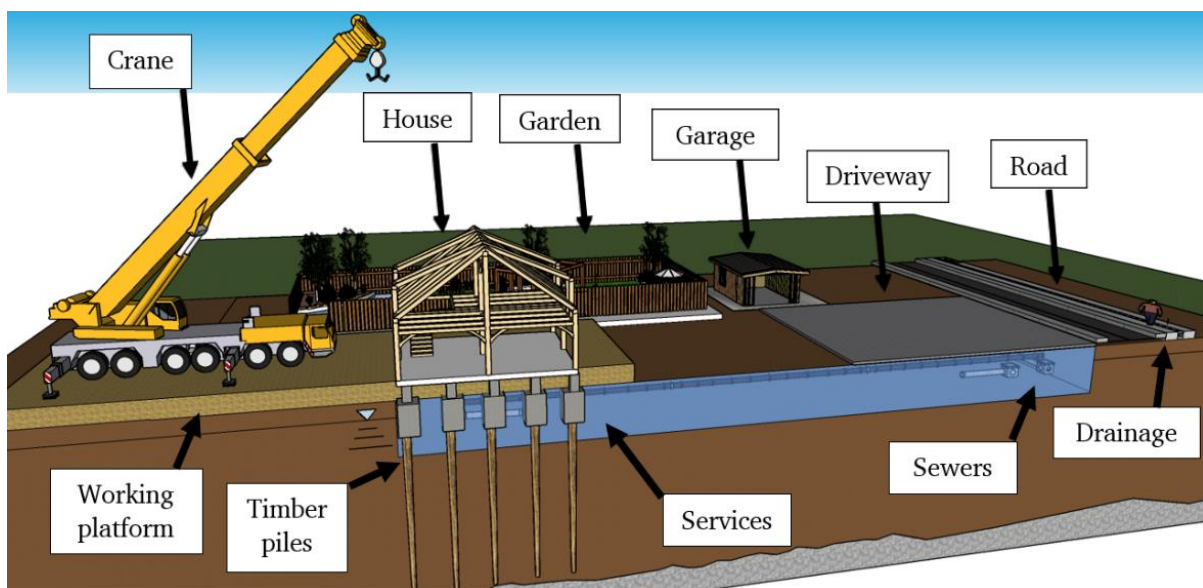 Crane
House
Garden
Garage
Driveway
Road
Working
platform
Timber
piles
Services
Sewers
Drainage